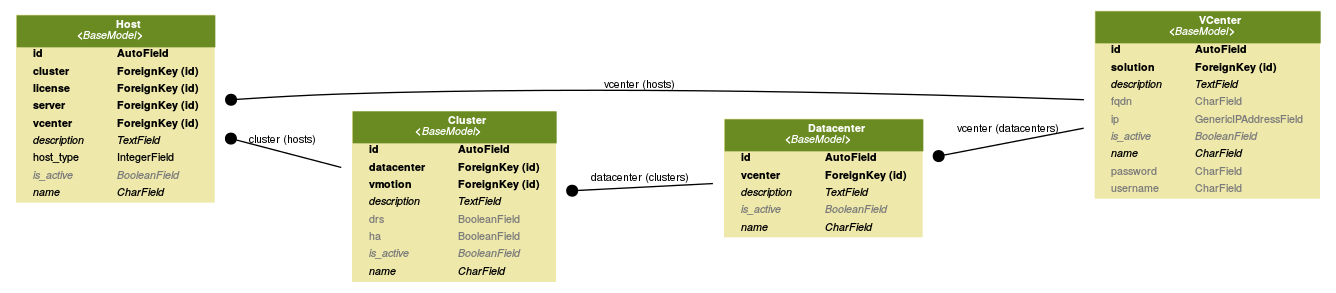 Host
<BaseModel>
id AutoField
cluster ForeignKey (id)
license ForeignKey (id)
server ForeignKey (id)
vcenter ForeignKey (id)
description TextField
host_type IntegerField
is_active BooleanField
name CharField
vcenter (hosts)
cluster (hosts)
Cluster
<BaseModel>
id AutoField
datacenter ForeignKey (id)
vmotion ForeignKey (id)
description TextField
drs BooleanField
ha BooleanField
is_active BooleanField
name CharField
datacenter (clusters)
Datacenter
<BaseModel>
id AutoField
vcenter ForeignKey (id)
description TextField
is_active BooleanField
name CharField
vcenter (datacenters)
VCenter
<BaseModel>
id AutoField
solution ForeignKey (id)
description TextField
fqdn CharField
ip GenericIPAddressField
is_active BooleanField
name CharField
password CharField
username CharField